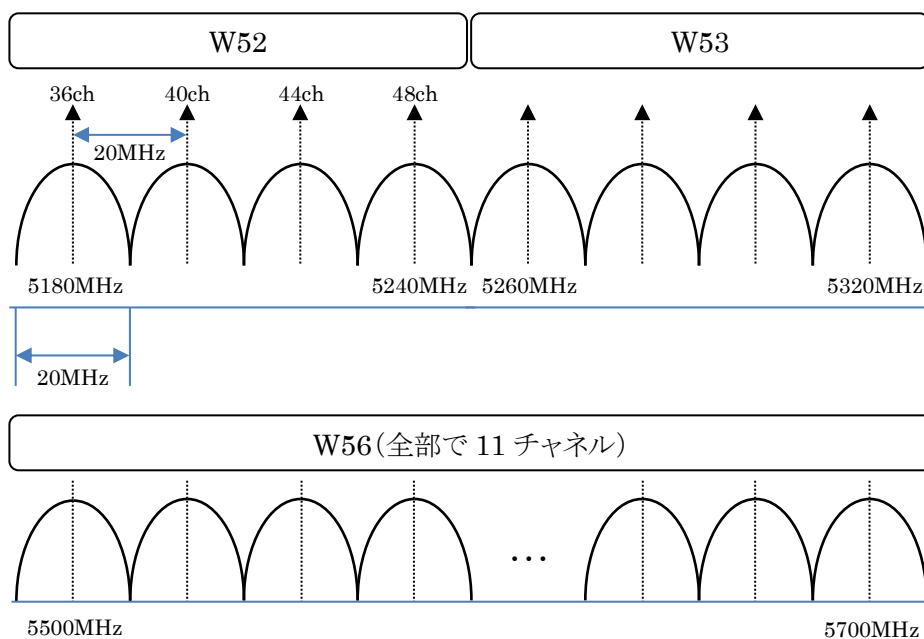 W52 W53
36ch 40ch 44ch 48ch
20MHz
5180MHz 5240MHz 5260MHz 5320MHz
20MHz
W56(全部で 11 チャネル)
...
5500MHz 5700MHz